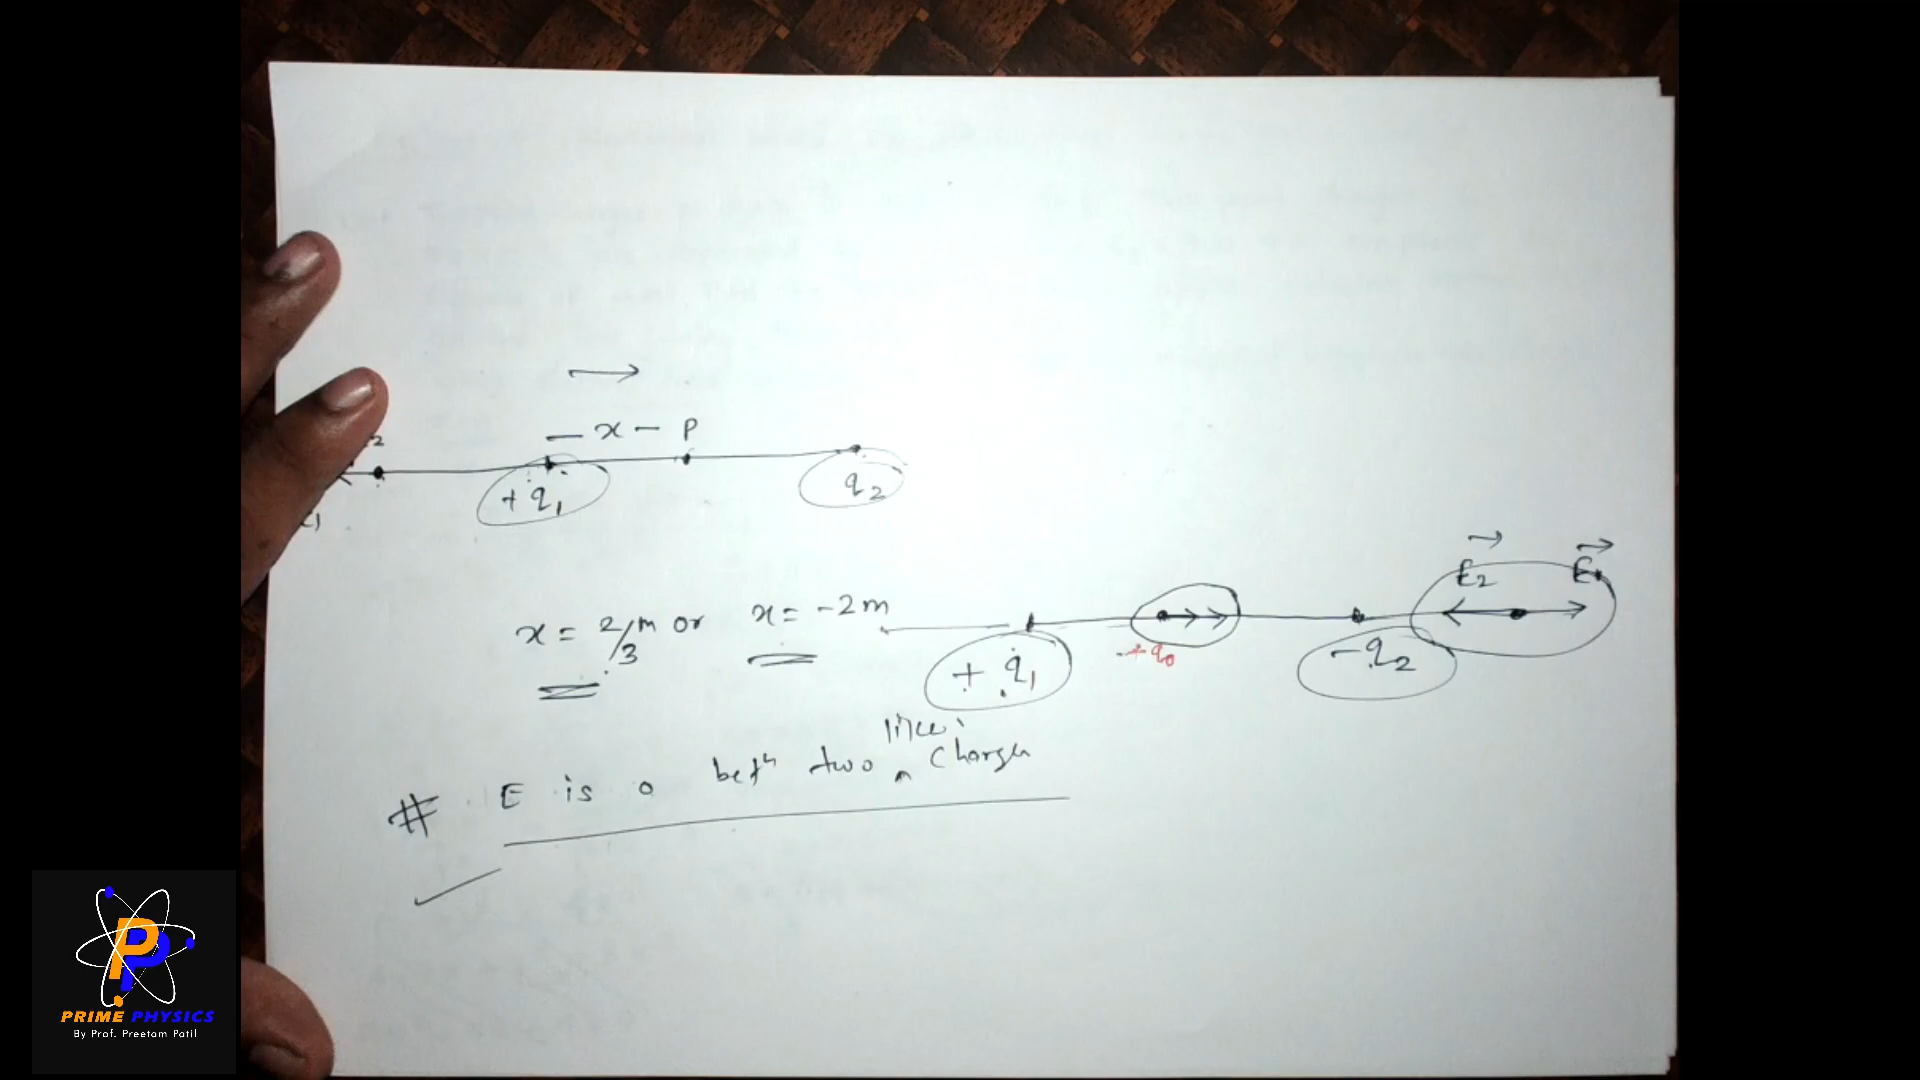 - x - P
+ q₁
q₂
E₂
E
x = 2/3 m or x = -2m
+ q₁
+q₀
-q₂
like
# E is 0 betⁿ two ^ Charges
PRIME PHYSICS
By Prof. Preetam Patil